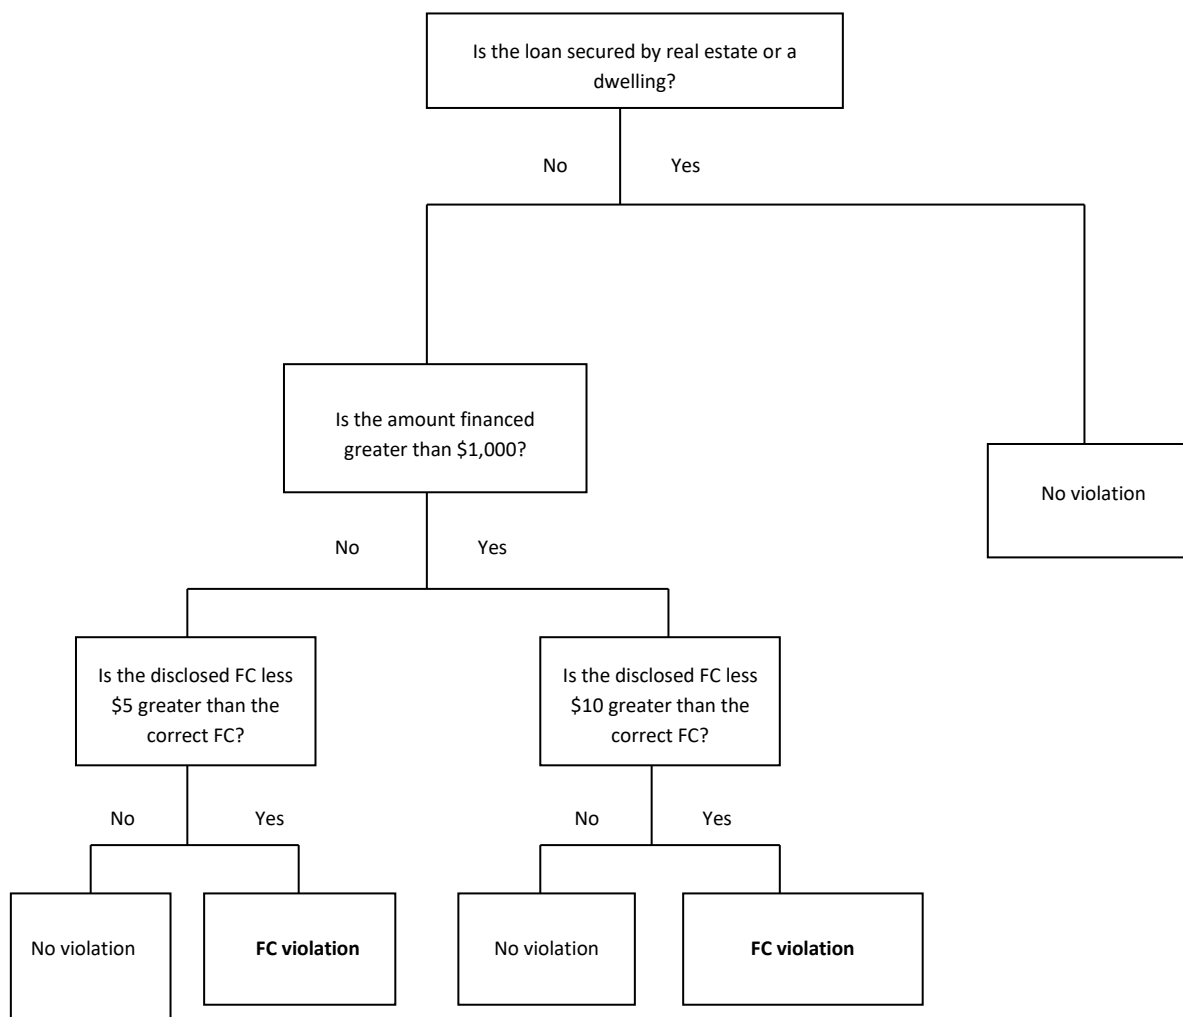 Is the loan secured by real estate or a
dwelling?
No
Yes
Is the amount financed
greater than $1,000?
No violation
No
Yes
Is the disclosed FC less
$5 greater than the
correct FC?
Is the disclosed FC less
$10 greater than the
correct FC?
No
Yes
No
Yes
No violation
FC violation
No violation
FC violation